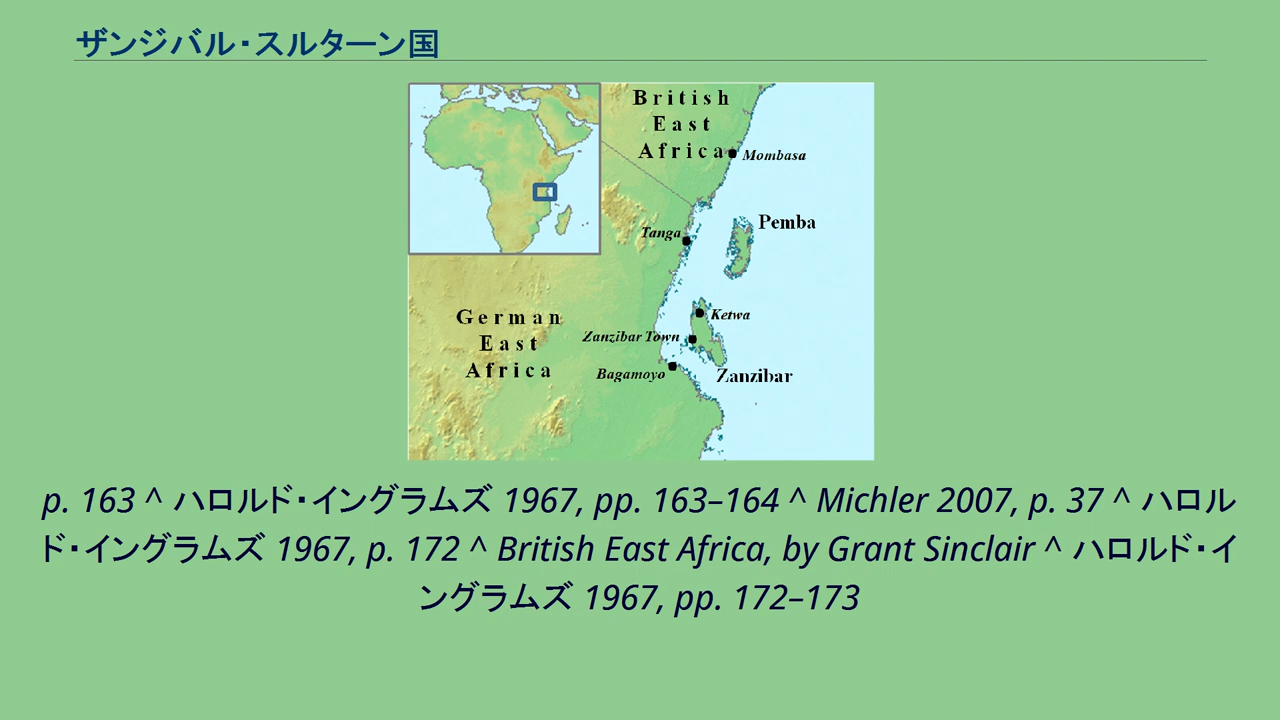 ザンジバル・スルターン国
British
East
Africa
Mombasa
Pemba
Tanga
Ketwa
German
East
Africa
Zanzibar Town
Bagamoyo
Zanzibar
p. 163 ^ ハロルド・イングラムズ 1967, pp. 163–164 ^ Michler 2007, p. 37 ^ ハロル
ド・イングラムズ 1967, p. 172 ^ British East Africa, by Grant Sinclair ^ ハロルド・イ
ングラムズ 1967, pp. 172–173